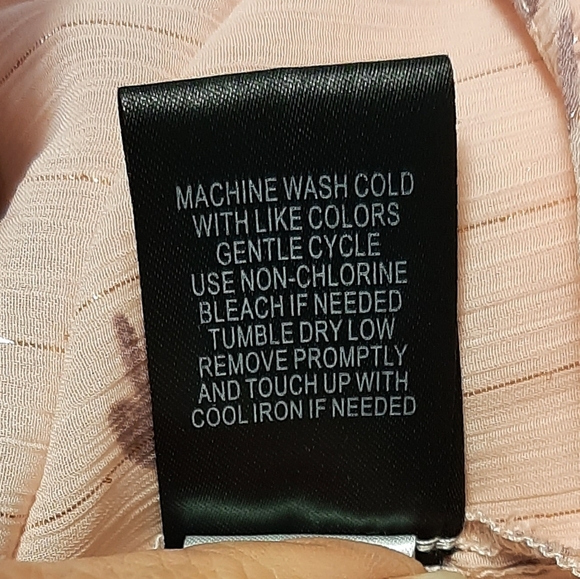 MACHINE WASH COLD
WITH LIKE COLORS
GENTLE CYCLE
USE NON-CHLORINE
BLEACH IF NEEDED
TUMBLE DRY LOW
REMOVE PROMPTLY
AND TOUCH UP WITH
COOL IRON IF NEEDED